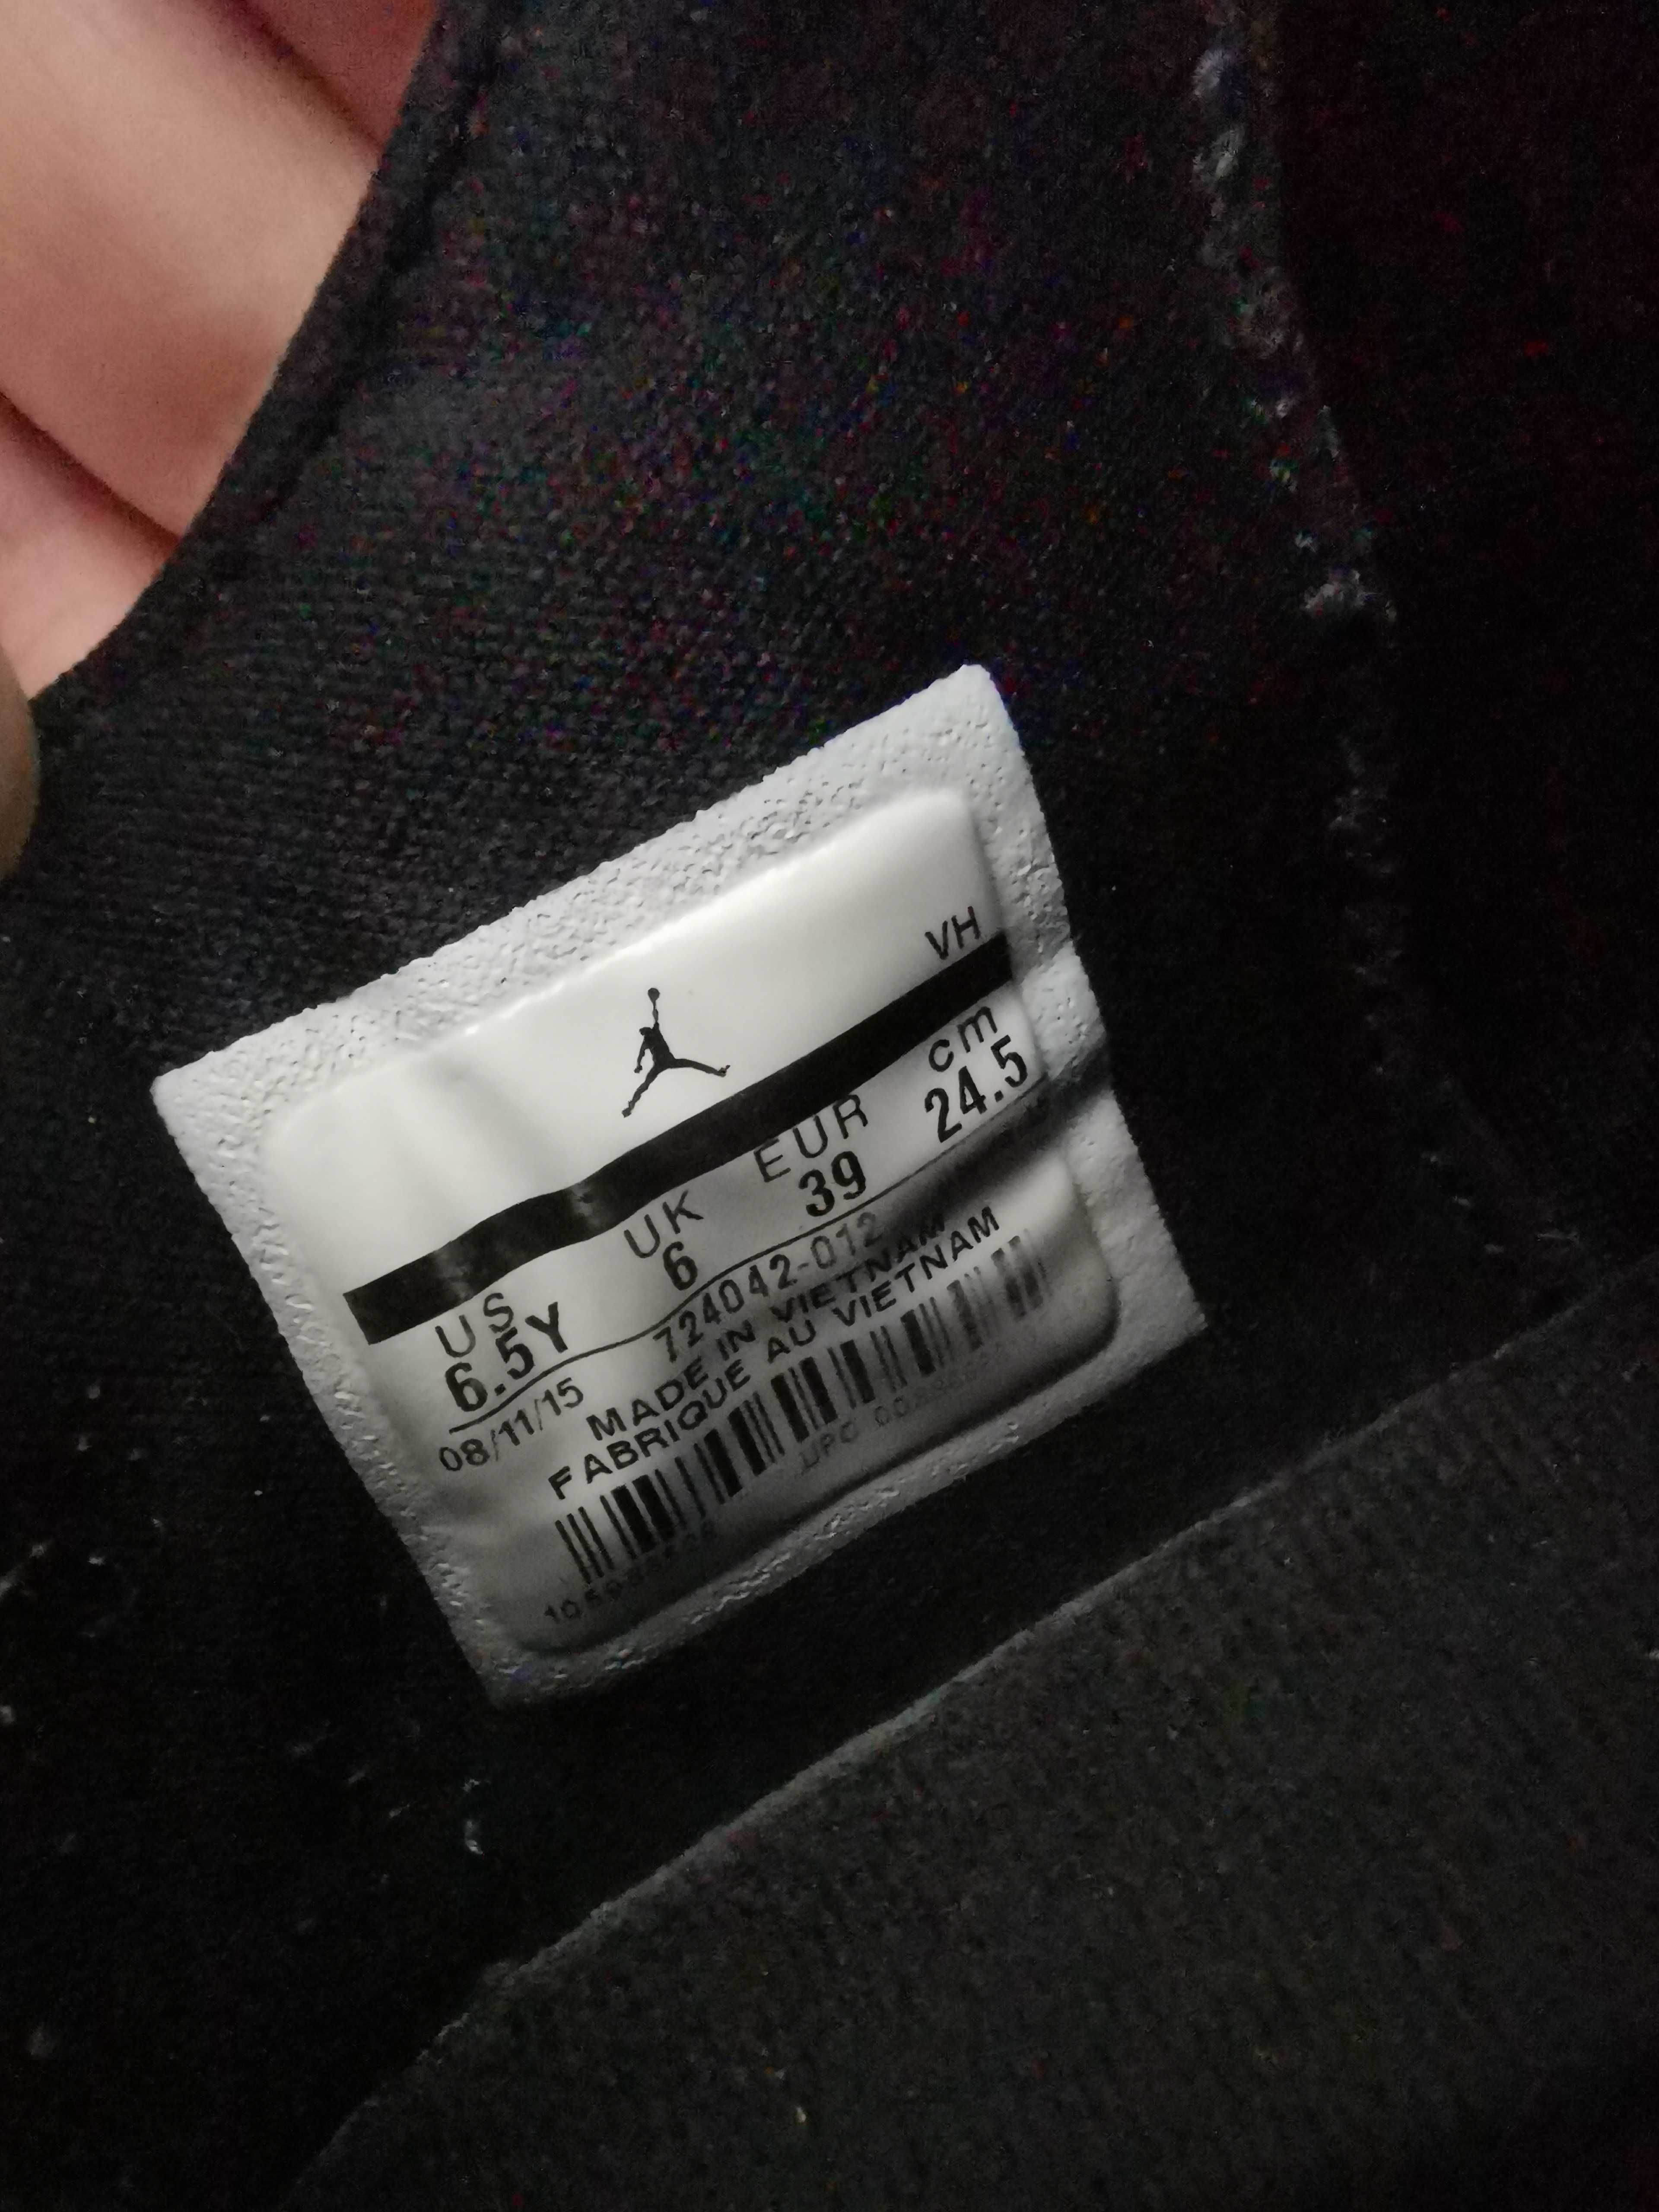 VH
US UK EUR cm
6.5Y 6 39 24.5
08/11/15 724042-012
MADE IN VIETNAM
FABRIQUE AU VIETNAM
UPC